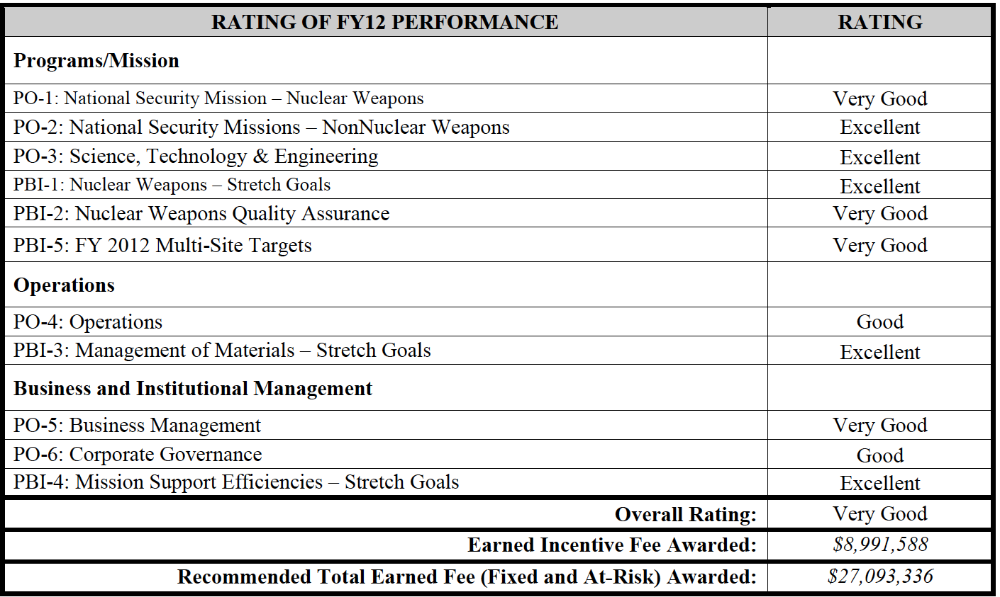 RATING OF FY12 PERFORMANCE RATING
Programs/Mission
PO-1: National Security Mission – Nuclear Weapons Very Good
PO-2: National Security Missions – NonNuclear Weapons Excellent
PO-3: Science, Technology & Engineering Excellent
PBI-1: Nuclear Weapons – Stretch Goals Excellent
PBI-2: Nuclear Weapons Quality Assurance Very Good
PBI-5: FY 2012 Multi-Site Targets Very Good
Operations
PO-4: Operations Good
PBI-3: Management of Materials – Stretch Goals Excellent
Business and Institutional Management
PO-5: Business Management Very Good
PO-6: Corporate Governance Good
PBI-4: Mission Support Efficiencies – Stretch Goals Excellent
Overall Rating: Very Good
Earned Incentive Fee Awarded: $8,991,588
Recommended Total Earned Fee (Fixed and At-Risk) Awarded: $27,093,336